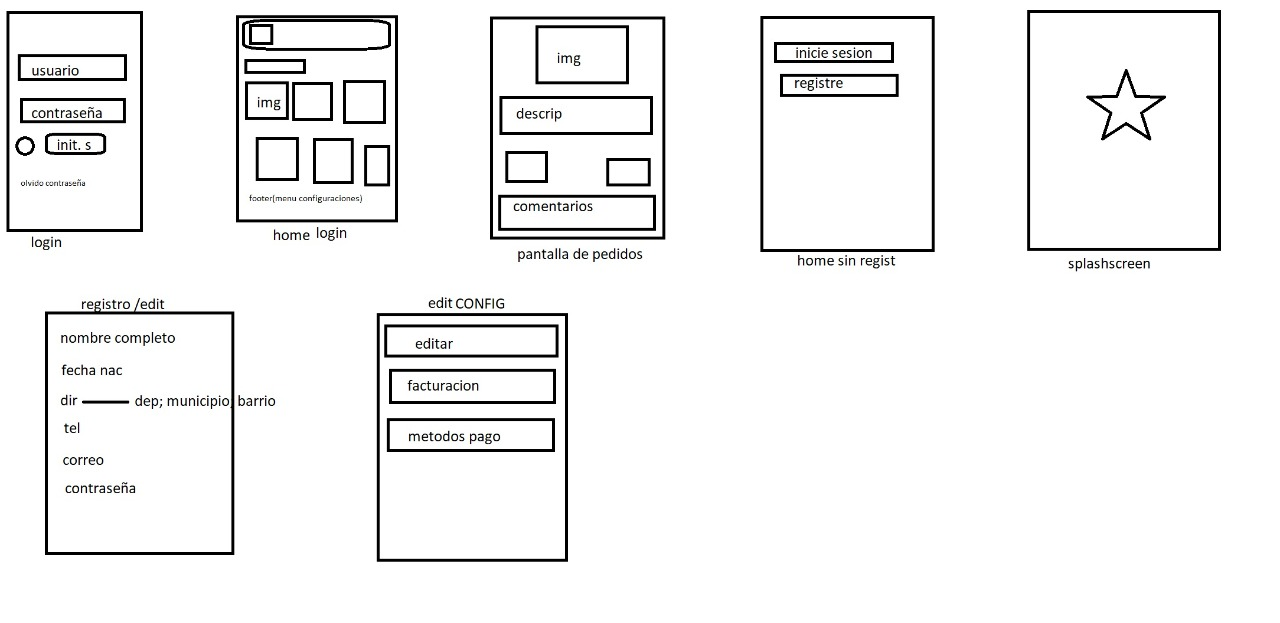 usuario
contraseña
init. s
olvido contraseña
login
img
footer(menu configuraciones)
home login
img
descrip
comentarios
pantalla de pedidos
inicie sesion
registre
home sin regist
splashscreen
registro /edit
nombre completo
fecha nac
dir dep; municipio, barrio
tel
correo
contraseña
edit CONFIG
editar
facturacion
metodos pago